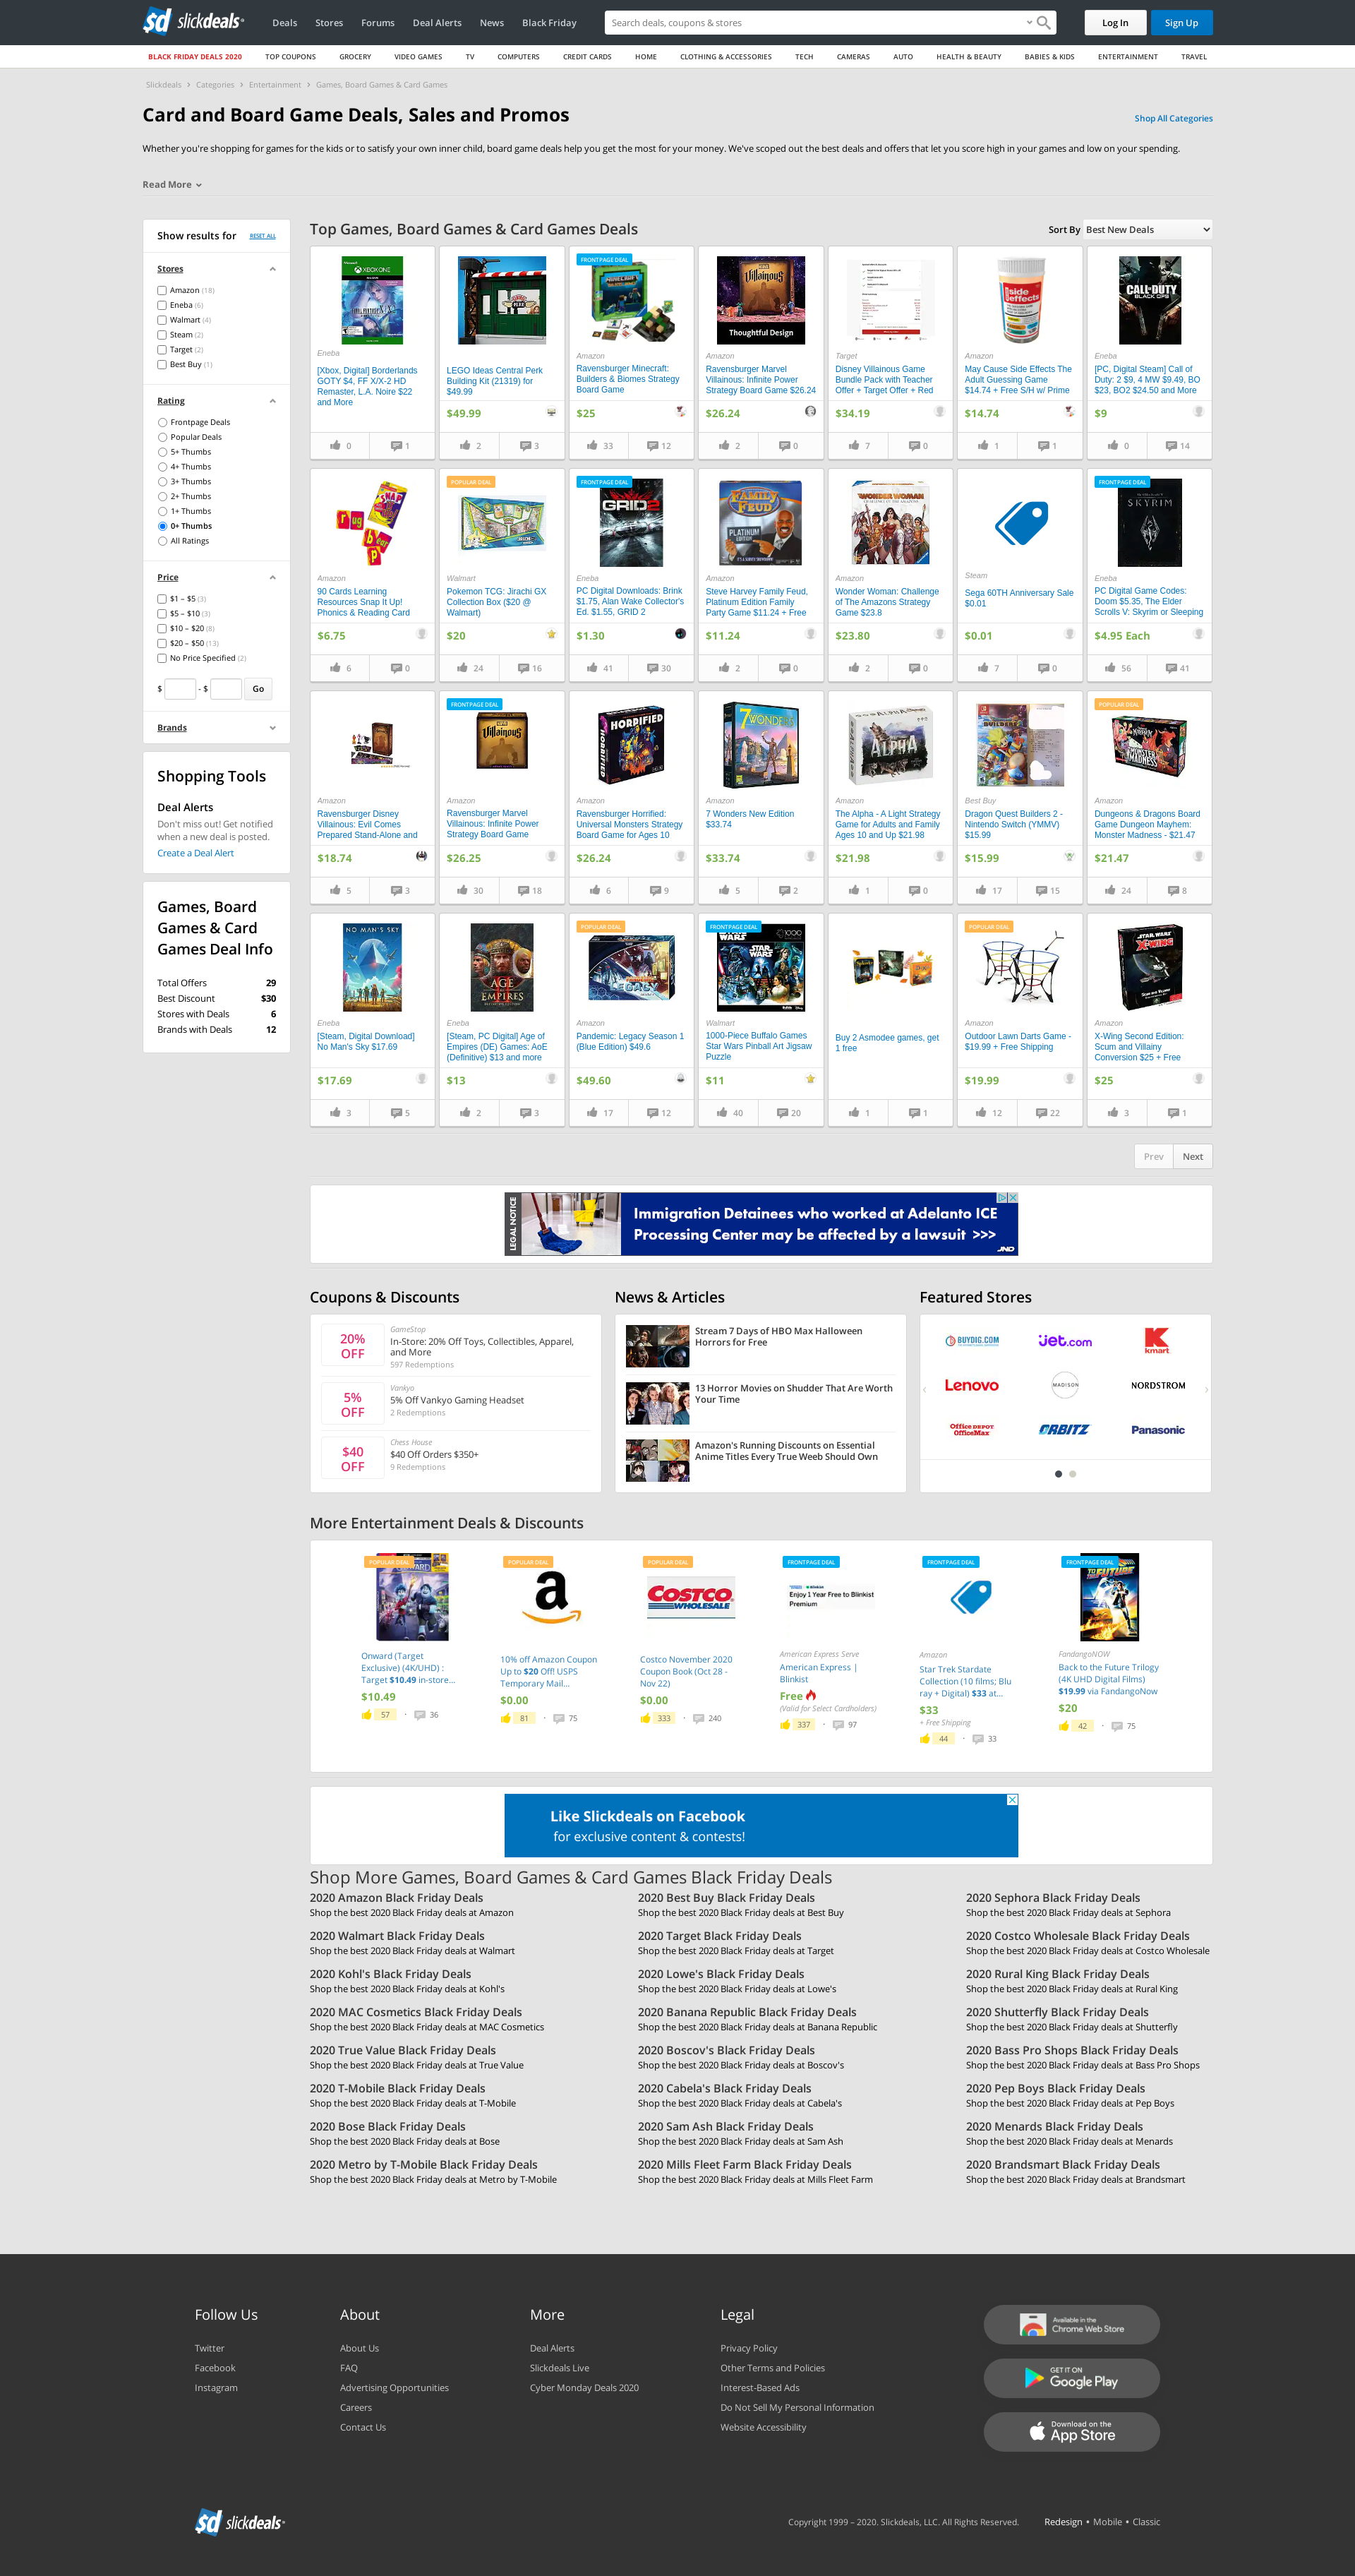 slickdeals
Deals
Stores
Forums
Deal Alerts
News
Black Friday
Search deals, coupons & stores
Log In
Sign Up
BLACK FRIDAY DEALS 2020
TOP COUPONS
GROCERY
VIDEO GAMES
TV
COMPUTERS
CREDIT CARDS
HOME
CLOTHING & ACCESSORIES
TECH
CAMERAS
AUTO
HEALTH & BEAUTY
BABIES & KIDS
ENTERTAINMENT
TRAVEL
Slickdeals > Categories > Entertainment > Games, Board Games & Card Games
Card and Board Game Deals, Sales and Promos
Shop All Categories
Whether you're shopping for games for the kids or to satisfy your own inner child, board game deals help you get the most for your money. We've scoped out the best deals and offers that let you score high in your games and low on your spending.
Read More
Show results for
RESET ALL
Stores
Amazon (18)
Eneba (6)
Walmart (4)
Steam (2)
Target (2)
Best Buy (1)
Rating
Frontpage Deals
Popular Deals
5+ Thumbs
4+ Thumbs
3+ Thumbs
2+ Thumbs
1+ Thumbs
0+ Thumbs
All Ratings
Price
$1 – $5 (3)
$5 – $10 (3)
$10 – $20 (8)
$20 – $50 (13)
No Price Specified (2)
$ - $ Go
Brands
Shopping Tools
Deal Alerts
Don't miss out! Get notified
when a new deal is posted.
Create a Deal Alert
Games, Board
Games & Card
Games Deal Info
Total Offers 29
Best Discount $30
Stores with Deals 6
Brands with Deals 12
Top Games, Board Games & Card Games Deals
Sort By Best New Deals
XBOX ONE
Eneba
[Xbox, Digital] Borderlands
GOTY $4, FF X/X-2 HD
Remaster, L.A. Noire $22
and More
0 1
LEGO Ideas Central Perk
Building Kit (21319) for
$49.99
$49.99
2 3
FRONTPAGE DEAL
MINECRAFT
Amazon
Ravensburger Minecraft:
Builders & Biomes Strategy
Board Game
$25
33 12
Villainous
Thoughtful Design
Amazon
Ravensburger Marvel
Villainous: Infinite Power
Strategy Board Game $26.24
$26.24
2 0
Target
Disney Villainous Game
Bundle Pack with Teacher
Offer + Target Offer + Red
$34.19
7 0
side effects
Amazon
May Cause Side Effects The
Adult Guessing Game
$14.74 + Free S/H w/ Prime
$14.74
1 1
CALL OF DUTY
BLACK OPS
Eneba
[PC, Digital Steam] Call of
Duty: 2 $9, 4 MW $9.49, BO
$23, BO2 $24.50 and More
$9
0 14
SNAP
r ug
b ear
P
Amazon
90 Cards Learning
Resources Snap It Up!
Phonics & Reading Card
$6.75
6 0
POPULAR DEAL
Walmart
Pokemon TCG: Jirachi GX
Collection Box ($20 @
Walmart)
$20
24 16
FRONTPAGE DEAL
GRID 2
Eneba
PC Digital Downloads: Brink
$1.75, Alan Wake Collector's
Ed. $1.55, GRID 2
$1.30
41 30
FAMILY FEUD
PLATINUM EDITION
Amazon
Steve Harvey Family Feud,
Platinum Edition Family
Party Game $11.24 + Free
$11.24
2 0
WONDER WOMAN
Amazon
Wonder Woman: Challenge
of The Amazons Strategy
Game $23.8
$23.80
2 0
Steam
Sega 60TH Anniversary Sale
$0.01
$0.01
7 0
FRONTPAGE DEAL
SKYRIM
Eneba
PC Digital Game Codes:
Doom $5.35, The Elder
Scrolls V: Skyrim or Sleeping
$4.95 Each
56 41
Amazon
Ravensburger Disney
Villainous: Evil Comes
Prepared Stand-Alone and
$18.74
5 3
FRONTPAGE DEAL
Villainous
Amazon
Ravensburger Marvel
Villainous: Infinite Power
Strategy Board Game
$26.25
30 18
HORRIFIED
HORRIFIED
Amazon
Ravensburger Horrified:
Universal Monsters Strategy
Board Game for Ages 10
$26.24
6 9
7 WONDERS
Amazon
7 Wonders New Edition
$33.74
$33.74
5 2
ALPHA
Amazon
The Alpha - A Light Strategy
Game for Adults and Family
Ages 10 and Up $21.98
$21.98
1 0
BUILDERS
Best Buy
Dragon Quest Builders 2 -
Nintendo Switch (YMMV)
$15.99
$15.99
17 15
POPULAR DEAL
MONSTER MADNESS
Amazon
Dungeons & Dragons Board
Game Dungeon Mayhem:
Monster Madness - $21.47
$21.47
24 8
NO MAN'S SKY
Eneba
[Steam, Digital Download]
No Man's Sky $17.69
$17.69
3 5
AGE
EMPIRES
Eneba
[Steam, PC Digital] Age of
Empires (DE) Games: AoE
(Definitive) $13 and more
$13
2 3
POPULAR DEAL
LEGACY
Amazon
Pandemic: Legacy Season 1
(Blue Edition) $49.6
$49.60
17 12
FRONTPAGE DEAL
WARS
1000
STAR WARS
Walmart
1000-Piece Buffalo Games
Star Wars Pinball Art Jigsaw
Puzzle
$11
40 20
Buy 2 Asmodee games, get
1 free
1 1
POPULAR DEAL
Amazon
Outdoor Lawn Darts Game -
$19.99 + Free Shipping
$19.99
12 22
STAR WARS
X-WING
Amazon
X-Wing Second Edition:
Scum and Villainy
Conversion $25 + Free
$25
3 1
Prev
Next
LEGAL NOTICE
Immigration Detainees who worked at Adelanto ICE
Processing Center may be affected by a lawsuit >>>
JND
Coupons & Discounts
20%
OFF
GameStop
In-Store: 20% Off Toys, Collectibles, Apparel,
and More
597 Redemptions
5%
OFF
Vankyo
5% Off Vankyo Gaming Headset
2 Redemptions
$40
OFF
Chess House
$40 Off Orders $350+
9 Redemptions
News & Articles
Stream 7 Days of HBO Max Halloween
Horrors for Free
13 Horror Movies on Shudder That Are Worth
Your Time
Amazon's Running Discounts on Essential
Anime Titles Every True Weeb Should Own
Featured Stores
BUYDIG.COM
jet.com
kmart
Lenovo
MADISON
NORDSTROM
Office DEPOT
OfficeMax
ORBITZ
Panasonic
More Entertainment Deals & Discounts
POPULAR DEAL
Onward (Target
Exclusive) (4K/UHD) :
Target $10.49 in-store...
$10.49
57 · 36
POPULAR DEAL
a
10% off Amazon Coupon
Up to $20 Off! USPS
Temporary Mail...
$0.00
81 · 75
POPULAR DEAL
COSTCO
WHOLESALE
Costco November 2020
Coupon Book (Oct 28 -
Nov 22)
$0.00
333 · 240
FRONTPAGE DEAL
Enjoy 1 Year Free to Blinkist
Premium
American Express Serve
American Express |
Blinkist
Free
(Valid for Select Cardholders)
337 · 97
FRONTPAGE DEAL
Amazon
Star Trek Stardate
Collection (10 films; Blu
ray + Digital) $33 at...
$33
+ Free Shipping
44 · 33
FRONTPAGE DEAL
FUTURE
FandangoNOW
Back to the Future Trilogy
(4K UHD Digital Films)
$19.99 via FandangoNow
$20
42 · 75
Like Slickdeals on Facebook
for exclusive content & contests!
Shop More Games, Board Games & Card Games Black Friday Deals
2020 Amazon Black Friday Deals
Shop the best 2020 Black Friday deals at Amazon
2020 Best Buy Black Friday Deals
Shop the best 2020 Black Friday deals at Best Buy
2020 Sephora Black Friday Deals
Shop the best 2020 Black Friday deals at Sephora
2020 Walmart Black Friday Deals
Shop the best 2020 Black Friday deals at Walmart
2020 Target Black Friday Deals
Shop the best 2020 Black Friday deals at Target
2020 Costco Wholesale Black Friday Deals
Shop the best 2020 Black Friday deals at Costco Wholesale
2020 Kohl's Black Friday Deals
Shop the best 2020 Black Friday deals at Kohl's
2020 Lowe's Black Friday Deals
Shop the best 2020 Black Friday deals at Lowe's
2020 Rural King Black Friday Deals
Shop the best 2020 Black Friday deals at Rural King
2020 MAC Cosmetics Black Friday Deals
Shop the best 2020 Black Friday deals at MAC Cosmetics
2020 Banana Republic Black Friday Deals
Shop the best 2020 Black Friday deals at Banana Republic
2020 Shutterfly Black Friday Deals
Shop the best 2020 Black Friday deals at Shutterfly
2020 True Value Black Friday Deals
Shop the best 2020 Black Friday deals at True Value
2020 Boscov's Black Friday Deals
Shop the best 2020 Black Friday deals at Boscov's
2020 Bass Pro Shops Black Friday Deals
Shop the best 2020 Black Friday deals at Bass Pro Shops
2020 T-Mobile Black Friday Deals
Shop the best 2020 Black Friday deals at T-Mobile
2020 Cabela's Black Friday Deals
Shop the best 2020 Black Friday deals at Cabela's
2020 Pep Boys Black Friday Deals
Shop the best 2020 Black Friday deals at Pep Boys
2020 Bose Black Friday Deals
Shop the best 2020 Black Friday deals at Bose
2020 Sam Ash Black Friday Deals
Shop the best 2020 Black Friday deals at Sam Ash
2020 Menards Black Friday Deals
Shop the best 2020 Black Friday deals at Menards
2020 Metro by T-Mobile Black Friday Deals
Shop the best 2020 Black Friday deals at Metro by T-Mobile
2020 Mills Fleet Farm Black Friday Deals
Shop the best 2020 Black Friday deals at Mills Fleet Farm
2020 Brandsmart Black Friday Deals
Shop the best 2020 Black Friday deals at Brandsmart
Follow Us
Twitter
Facebook
Instagram
About
About Us
FAQ
Advertising Opportunities
Careers
Contact Us
More
Deal Alerts
Slickdeals Live
Cyber Monday Deals 2020
Legal
Privacy Policy
Other Terms and Policies
Interest-Based Ads
Do Not Sell My Personal Information
Website Accessibility
Available in the
Chrome Web Store
GET IT ON
Google Play
Download on the
App Store
slickdeals
Copyright 1999 – 2020. Slickdeals, LLC. All Rights Reserved.
Redesign • Mobile • Classic